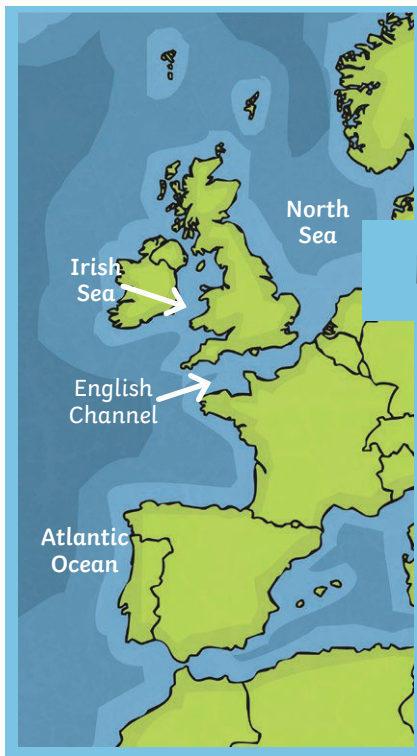 North
Sea
Irish
Sea
English
Channel
Atlantic
Ocean